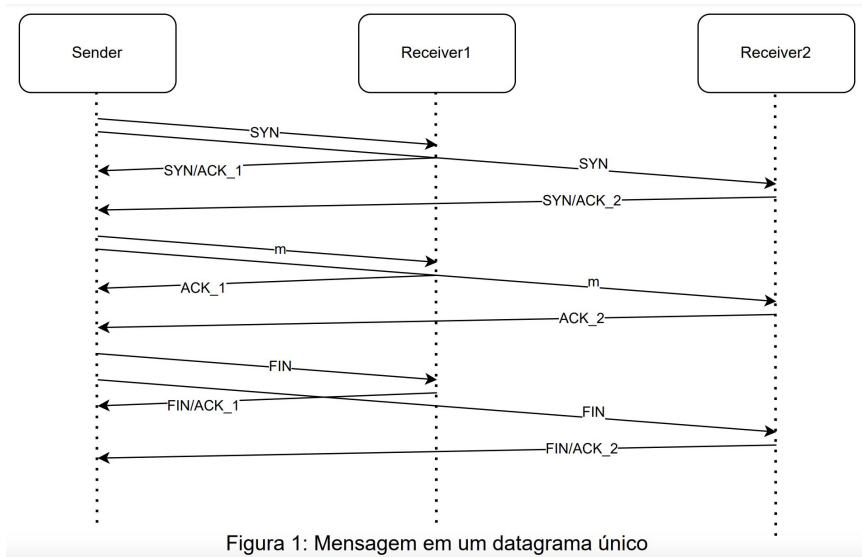 Sender
Receiver1
Receiver2
SYN
SYN
SYN/ACK_1
SYN/ACK_2
m
m
ACK_1
ACK_2
FIN
FIN
FIN/ACK_1
FIN/ACK_2
Figura 1: Mensagem em um datagrama único